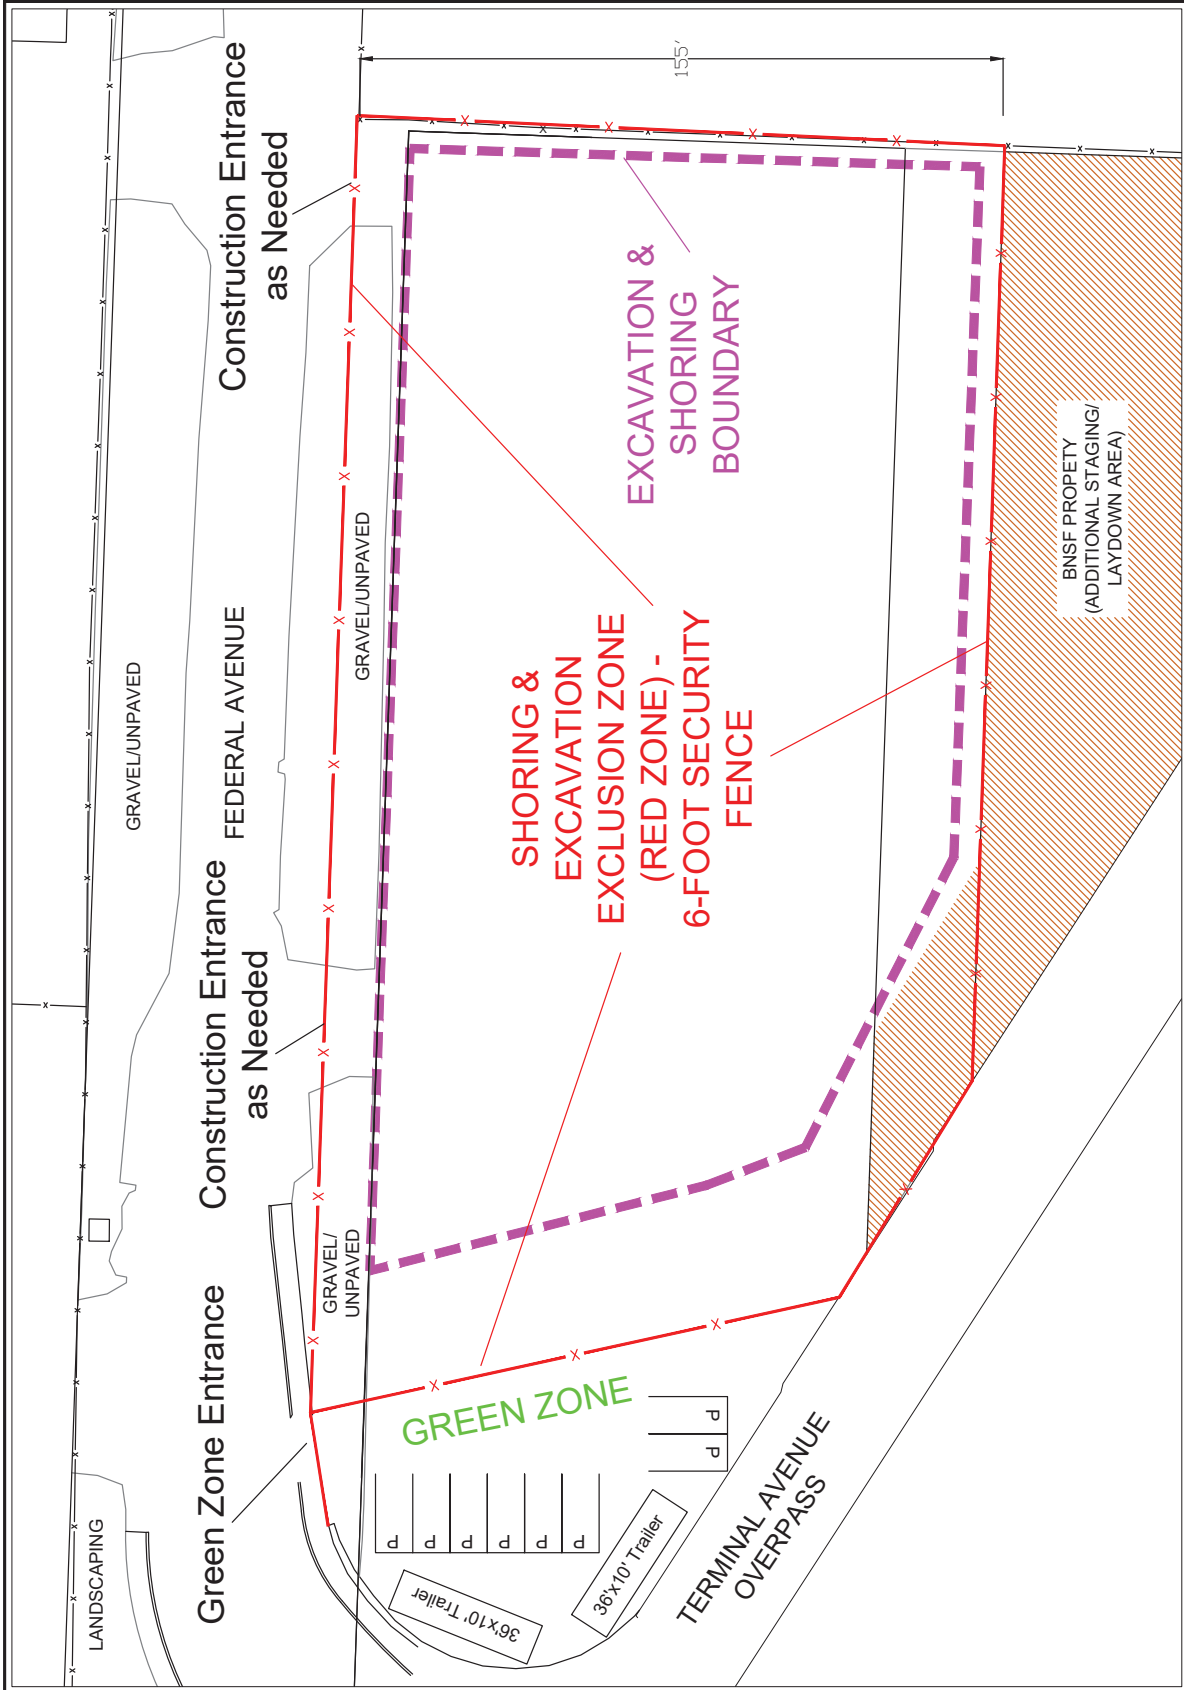 LANDSCAPING
GRAVEL/UNPAVED
Green Zone Entrance
Construction Entrance
as Needed
FEDERAL AVENUE
Construction Entrance
as Needed
GRAVEL/
UNPAVED
GRAVEL/UNPAVED
155'
GREEN ZONE
SHORING &
EXCAVATION
EXCLUSION ZONE
(RED ZONE) -
6-FOOT SECURITY
FENCE
EXCAVATION &
SHORING
BOUNDARY
P
P
P
P
P
P
P
P
36'x10' Trailer
36'x10' Trailer
TERMINAL AVENUE
OVERPASS
BNSF PROPETY
(ADDITIONAL STAGING/
LAYDOWN AREA)